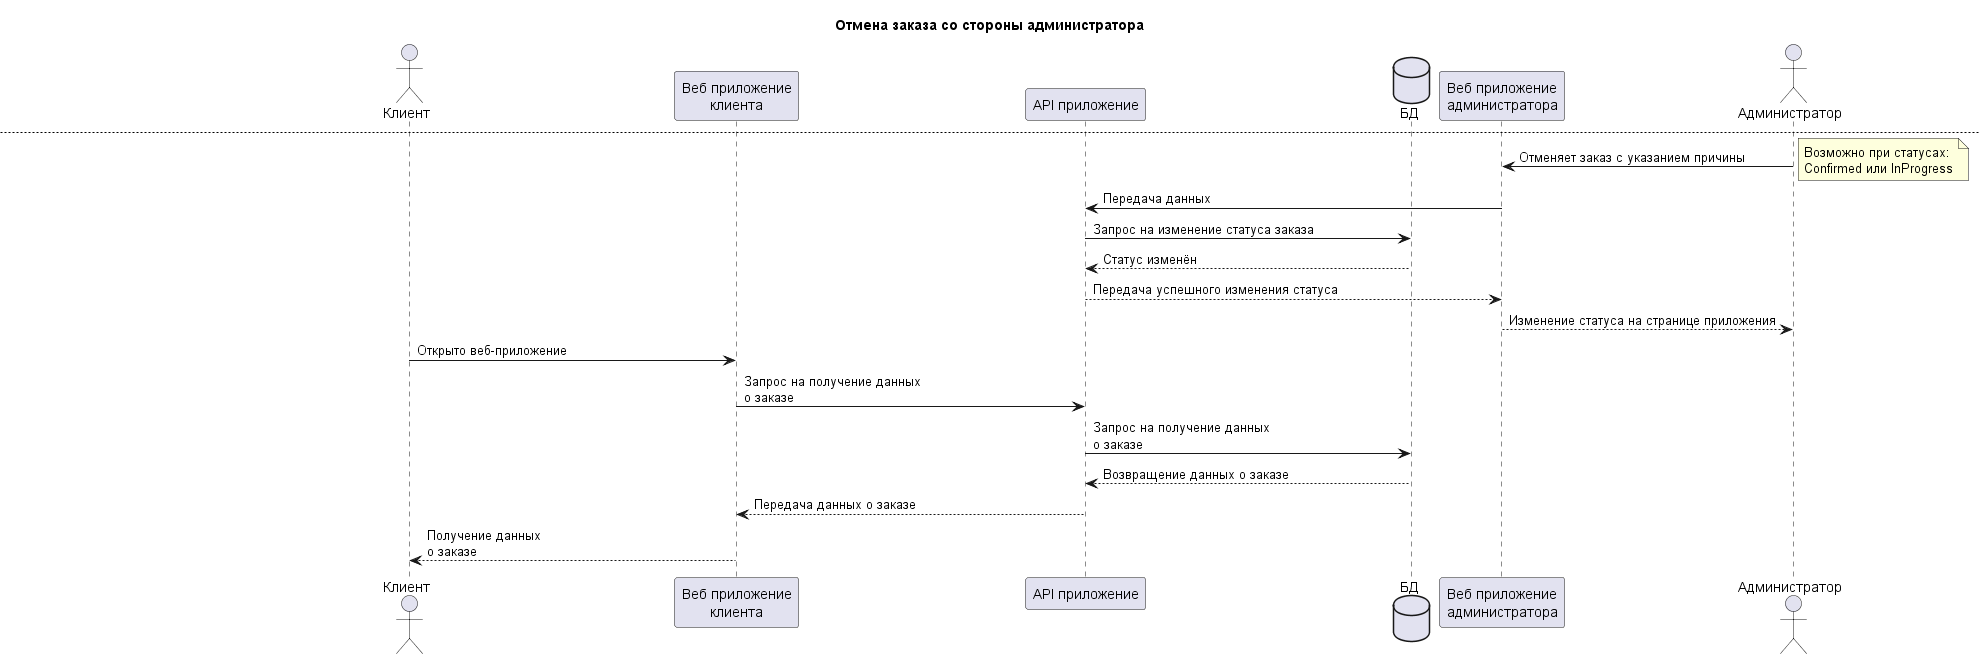 Отмена заказа со стороны администратора
Клиент
Веб приложение
клиента
API приложение
БД
Веб приложение
администратора
Администратор
Отменяет заказ с указанием причины
Возможно при статусах:
Confirmed или InProgress
Передача данных
Запрос на изменение статуса заказа
Статус изменён
Передача успешного изменения статуса
Изменение статуса на странице приложения
Открыто веб-приложение
Запрос на получение данных
о заказе
Запрос на получение данных
о заказе
Возвращение данных о заказе
Передача данных о заказе
Получение данных
о заказе
Клиент
Веб приложение
клиента
API приложение
БД
Веб приложение
администратора
Администратор